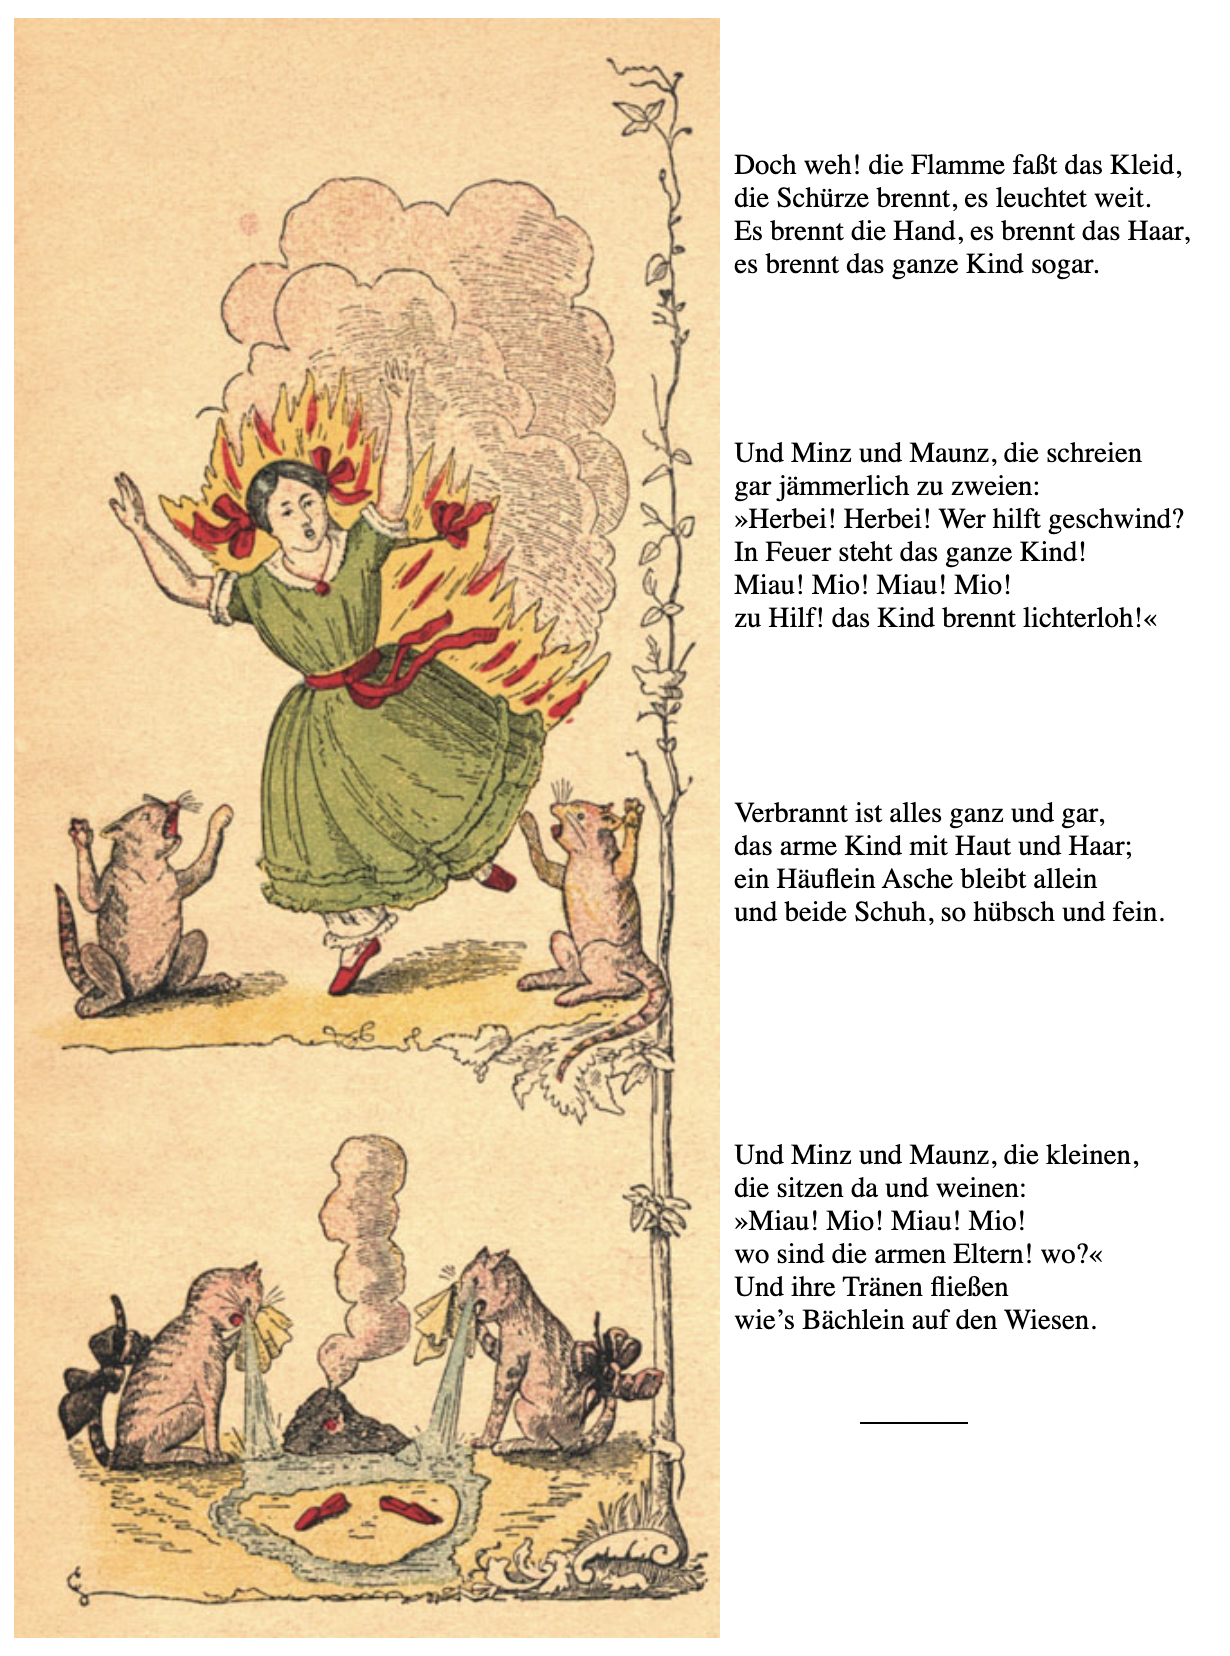 Doch weh! die Flamme faßt das Kleid,
die Schürze brennt, es leuchtet weit.
Es brennt die Hand, es brennt das Haar,
es brennt das ganze Kind sogar.
Und Minz und Maunz, die schreien
gar jämmerlich zu zweien:
»Herbei! Herbei! Wer hilft geschwind?
In Feuer steht das ganze Kind!
Miau! Mio! Miau! Mio!
zu Hilf! das Kind brennt lichterloh!«
Verbrannt ist alles ganz und gar,
das arme Kind mit Haut und Haar;
ein Häuflein Asche bleibt allein
und beide Schuh, so hübsch und fein.
Und Minz und Maunz, die kleinen,
die sitzen da und weinen:
»Miau! Mio! Miau! Mio!
wo sind die armen Eltern! wo?«
Und ihre Tränen fließen
wie’s Bächlein auf den Wiesen.